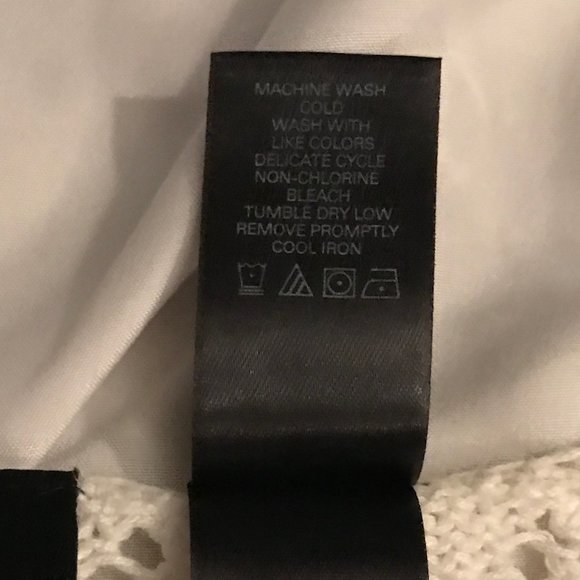 MACHINE WASH
COLD
WASH WITH
LIKE COLORS
DELICATE CYCLE
NON-CHLORINE
BLEACH
TUMBLE DRY LOW
REMOVE PROMPTLY
COOL IRON